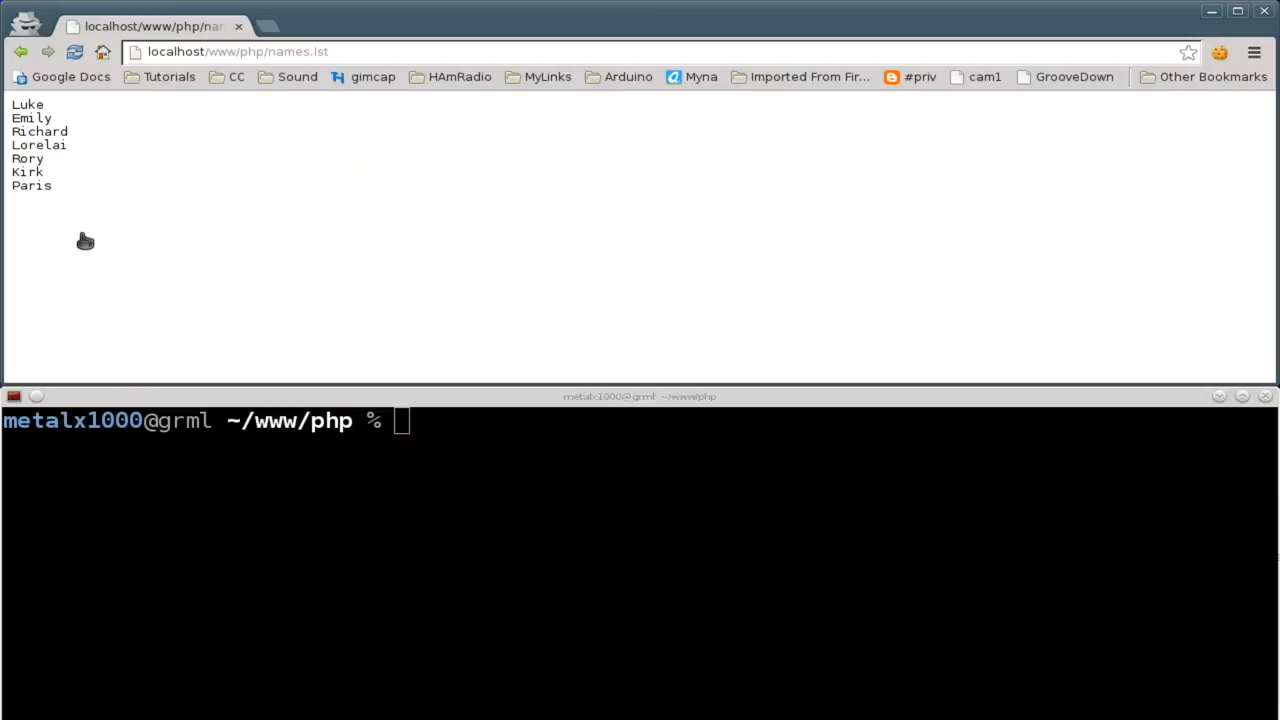 localhost/www/php/nam
localhost/www/php/names.lst
Google Docs Tutorials CC Sound gimcap HAmRadio MyLinks Arduino Myna Imported From Fir... #priv cam1 GrooveDown Other Bookmarks
Luke
Emily
Richard
Lorelai
Rory
Kirk
Paris
metalx1000@grml: ~/www/php
metalx1000@grml ~/www/php %